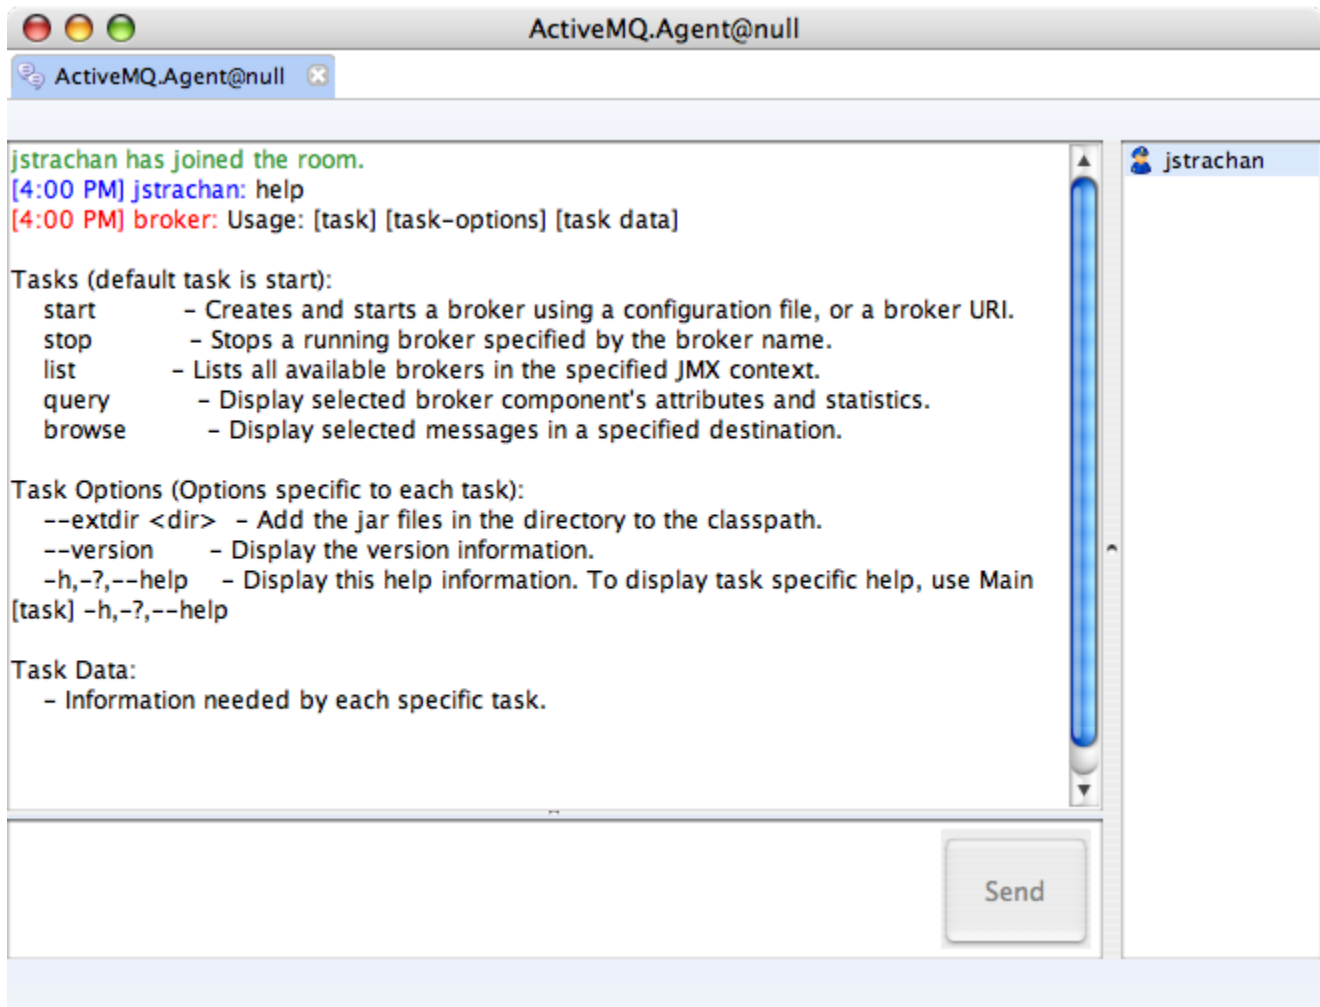 ActiveMQ.Agent@null
ActiveMQ.Agent@null
jstrachan has joined the room.
[4:00 PM] jstrachan: help
[4:00 PM] broker: Usage: [task] [task-options] [task data]
Tasks (default task is start):
start – Creates and starts a broker using a configuration file, or a broker URI.
stop – Stops a running broker specified by the broker name.
list – Lists all available brokers in the specified JMX context.
query – Display selected broker component's attributes and statistics.
browse – Display selected messages in a specified destination.
Task Options (Options specific to each task):
--extdir <dir> – Add the jar files in the directory to the classpath.
--version – Display the version information.
-h,-?,--help – Display this help information. To display task specific help, use Main
[task] -h,-?,--help
Task Data:
– Information needed by each specific task.
jstrachan
Send